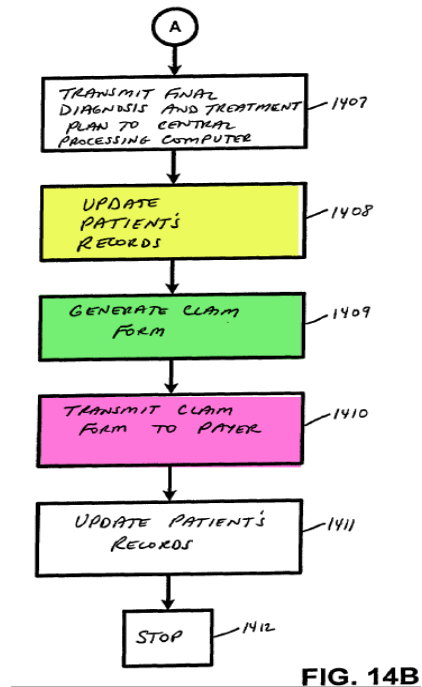 A
TRANSMIT FINAL
DIAGNOSIS AND TREATMENT
PLAN TO CENTRAL
PROCESSING COMPUTER
1407
UPDATE
PATIENT'S
RECORDS
1408
GENERATE CLAIM
FORM
1409
TRANSMIT CLAIM
FORM TO PAYER
1410
UPDATE PATIENT'S
RECORDS
1411
STOP
1412
FIG. 14B